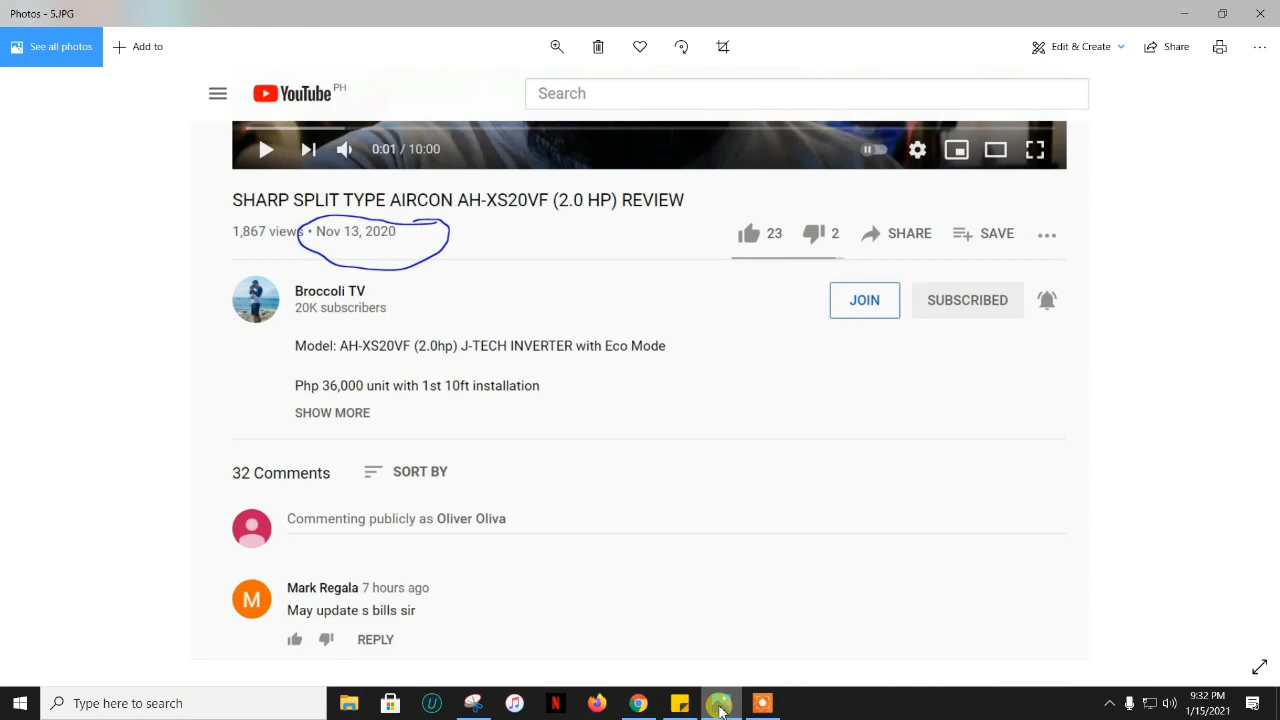 Photos - 5.JPG
See all photos
Add to
Edit & Create
Share
YouTube PH
Search
0:01 / 10:00
SHARP SPLIT TYPE AIRCON AH-XS20VF (2.0 HP) REVIEW
1,867 views • Nov 13, 2020
23
2
SHARE
SAVE
Broccoli TV
20K subscribers
JOIN
SUBSCRIBED
Model: AH-XS20VF (2.0hp) J-TECH INVERTER with Eco Mode
Php 36,000 unit with 1st 10ft installation
SHOW MORE
32 Comments
SORT BY
Commenting publicly as Oliver Oliva
M
Mark Regala 7 hours ago
May update s bills sir
REPLY
Type here to search
U
N
9:32 PM
1/15/2021